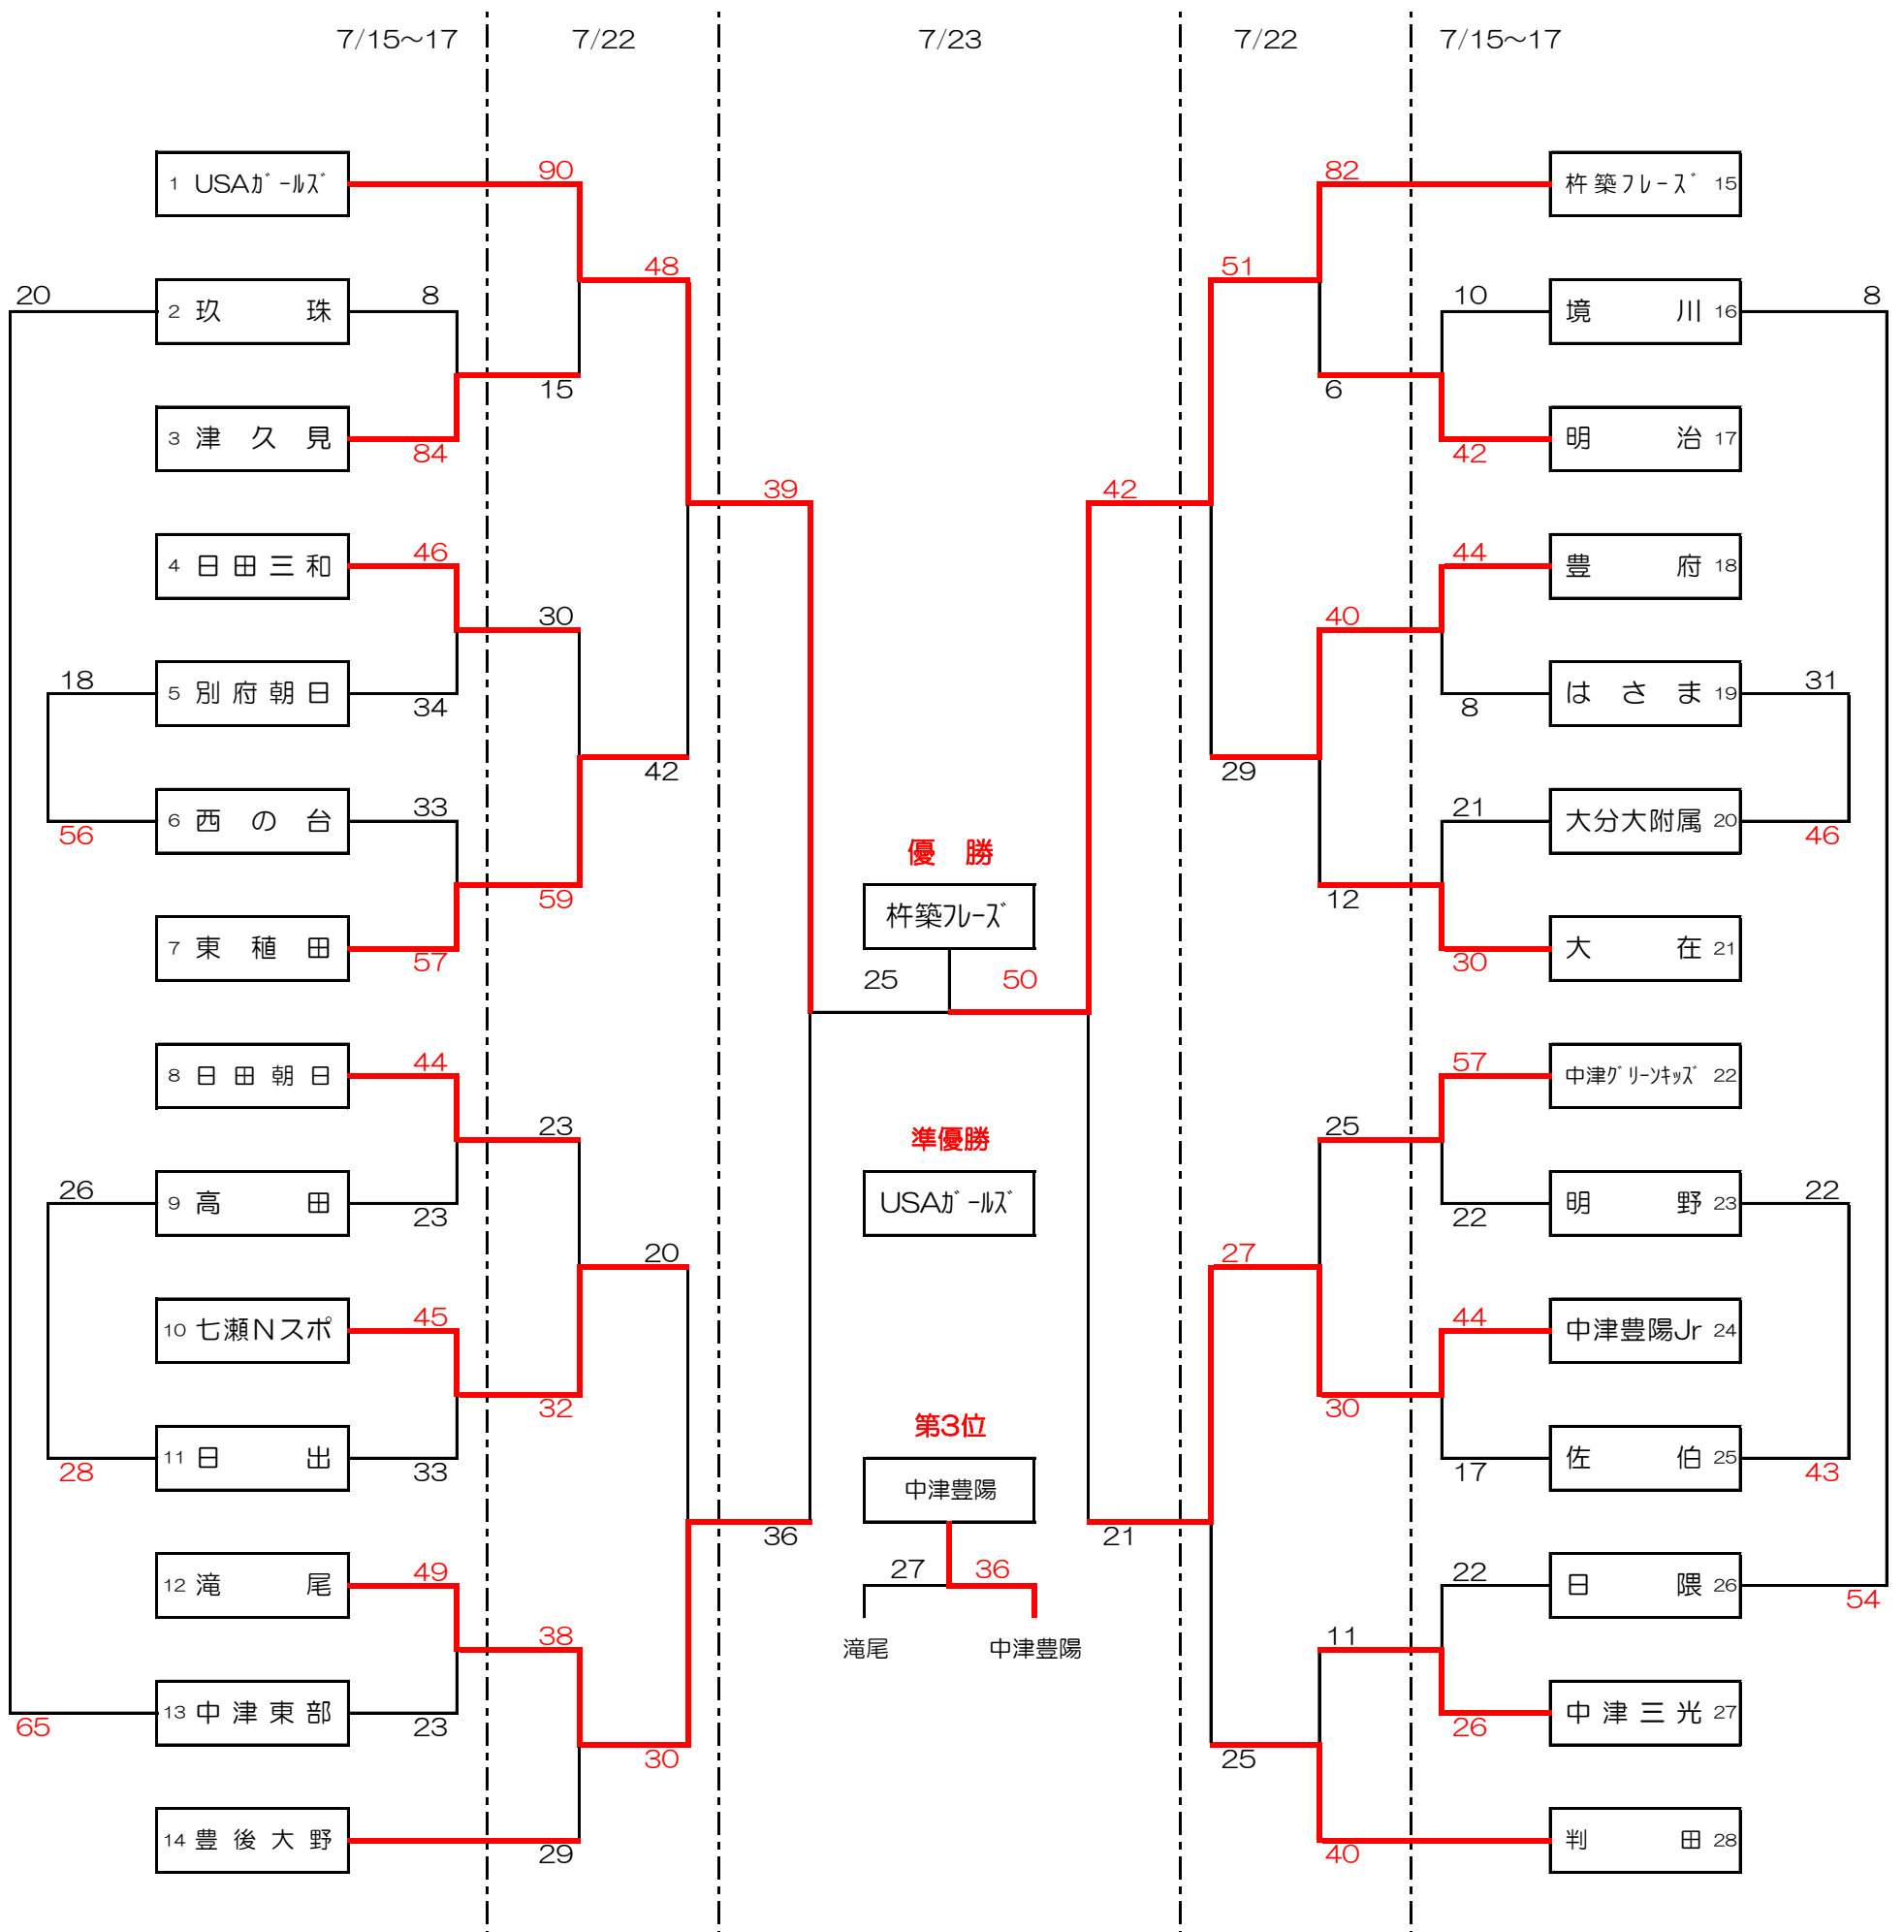 7/15～17 7/22 7/23 7/22 7/15～17
90 82
1 USAｶﾞｰﾙｽﾞ 杵築フレーズ 15
48 51
20 8 10 8
2 玖珠 境川 16
15 6
3 津久見 明治 17
84 42
39 42
46 44
4 日田三和 豊府 18
30 40
18 31
5 別府朝日 はさま 19
34 8
42 29
33 21
6 西の台 大分大附属 20
56 46
優勝
59 12
杵築フレーズ
7 東稙田 大在 21
57 30
25 50
44 57
8 日田朝日 中津グリーンキッズ 22
23 25
準優勝
26 22
9 高田 USAｶﾞｰﾙｽﾞ 明野 23
23 22
20 27
45 44
10 七瀬Nスポ 中津豊陽Jr 24
32 30
第3位
11 日出 佐伯 25
28 33 17 43
中津豊陽
36 21
49 27 36 22
12 滝尾 日隈 26
54
38 11
滝尾 中津豊陽
13 中津東部 中津三光 27
65 23 26
30 25
14 豊後大野 判田 28
29 40